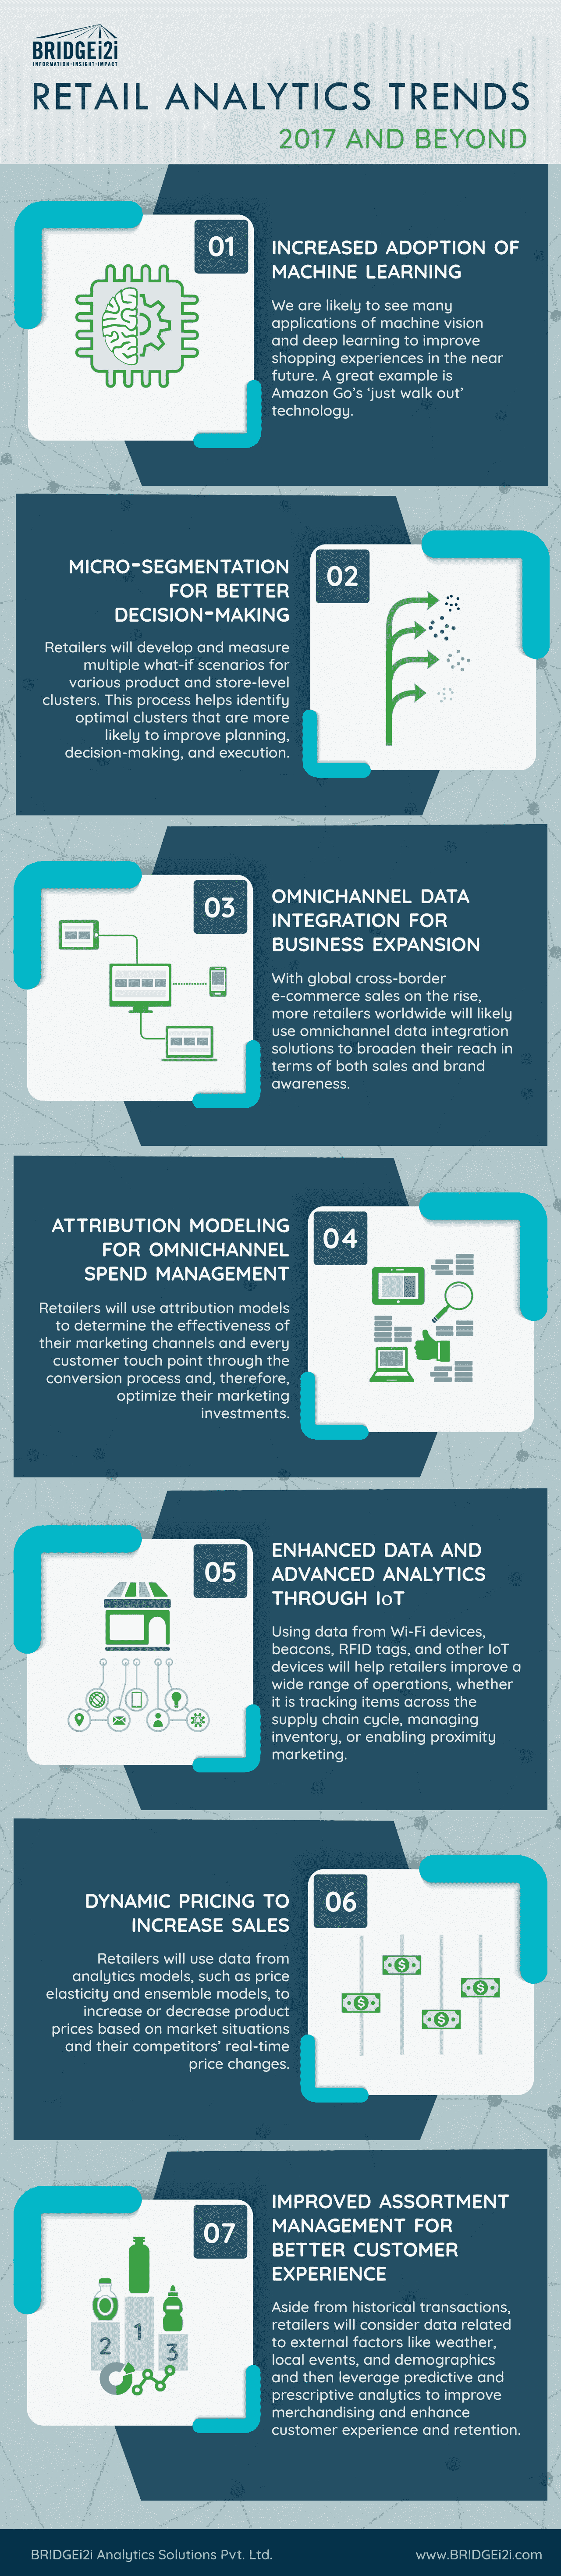 BRIDGEi2i
INFORMATION·INSIGHT·IMPACT
RETAIL ANALYTICS TRENDS
2017 AND BEYOND
01
INCREASED ADOPTION OF
MACHINE LEARNING
We are likely to see many
applications of machine vision
and deep learning to improve
shopping experiences in the near
future. A great example is
Amazon Go's 'just walk out'
technology.
02
MICRO-SEGMENTATION
FOR BETTER
DECISION-MAKING
Retailers will develop and measure
multiple what-if scenarios for
various product and store-level
clusters. This process helps identify
optimal clusters that are more
likely to improve planning,
decision-making, and execution.
03
OMNICHANNEL DATA
INTEGRATION FOR
BUSINESS EXPANSION
With global cross-border
e-commerce sales on the rise,
more retailers worldwide will likely
use omnichannel data integration
solutions to broaden their reach in
terms of both sales and brand
awareness.
04
ATTRIBUTION MODELING
FOR OMNICHANNEL
SPEND MANAGEMENT
Retailers will use attribution models
to determine the effectiveness of
their marketing channels and every
customer touch point through the
conversion process and, therefore,
optimize their marketing
investments.
05
ENHANCED DATA AND
ADVANCED ANALYTICS
THROUGH IoT
Using data from Wi-Fi devices,
beacons, RFID tags, and other IoT
devices will help retailers improve a
wide range of operations, whether
it is tracking items across the
supply chain cycle, managing
inventory, or enabling proximity
marketing.
06
DYNAMIC PRICING TO
INCREASE SALES
Retailers will use data from
analytics models, such as price
elasticity and ensemble models, to
increase or decrease product
prices based on market situations
and their competitors' real-time
price changes.
$
$
$
$
07
IMPROVED ASSORTMENT
MANAGEMENT FOR
BETTER CUSTOMER
EXPERIENCE
Aside from historical transactions,
retailers will consider data related
to external factors like weather,
local events, and demographics
and then leverage predictive and
prescriptive analytics to improve
merchandising and enhance
customer experience and retention.
2 1 3
BRIDGEi2i Analytics Solutions Pvt. Ltd.
www.BRIDGEi2i.com